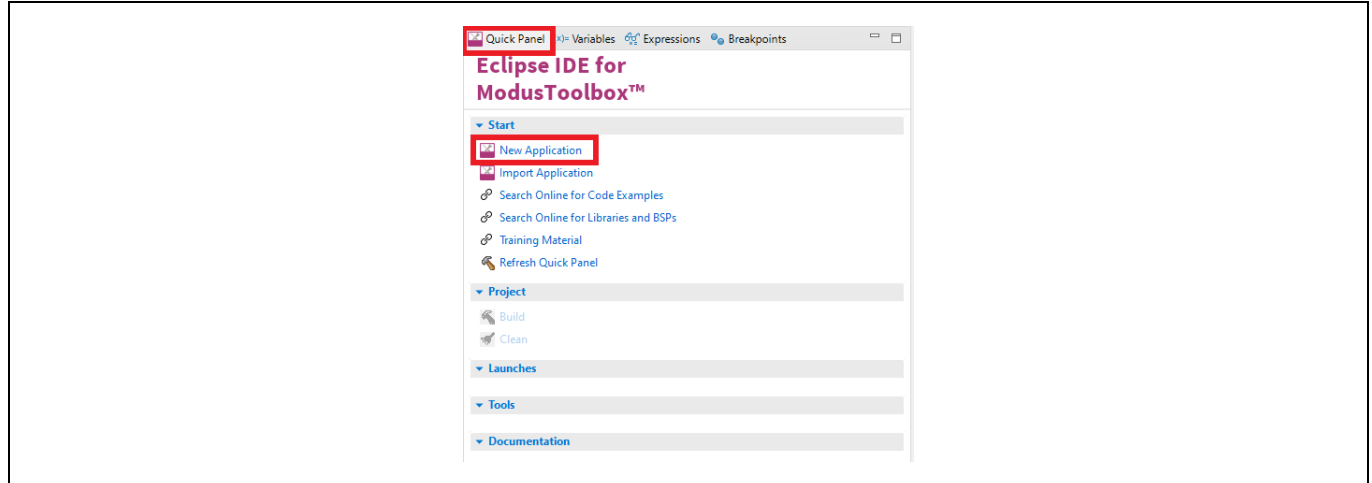 Quick Panel (x)= Variables Expressions Breakpoints
Eclipse IDE for
ModusToolbox™
Start
New Application
Import Application
Search Online for Code Examples
Search Online for Libraries and BSPs
Training Material
Refresh Quick Panel
Project
Build
Clean
Launches
Tools
Documentation